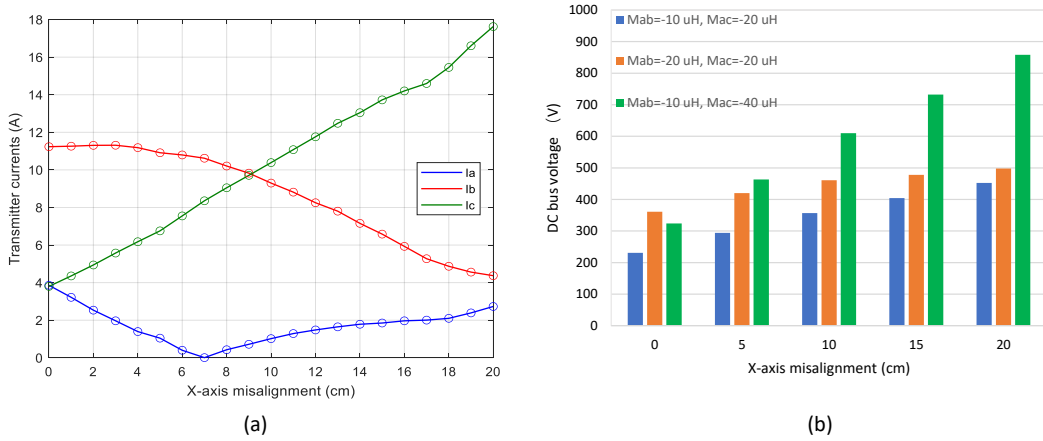 18
16
14
12
10
8
6
4
2
0
Transmitter currents (A)
Ia
Ib
Ic
0 2 4 6 8 10 12 14 16 18 20
X-axis misalignment (cm)
(a)
1000
900
800
700
600
500
400
300
200
100
0
DC bus voltage (V)
Mab=-10 uH, Mac=-20 uH
Mab=-20 uH, Mac=-20 uH
Mab=-10 uH, Mac=-40 uH
0 5 10 15 20
X-axis misalignment (cm)
(b)